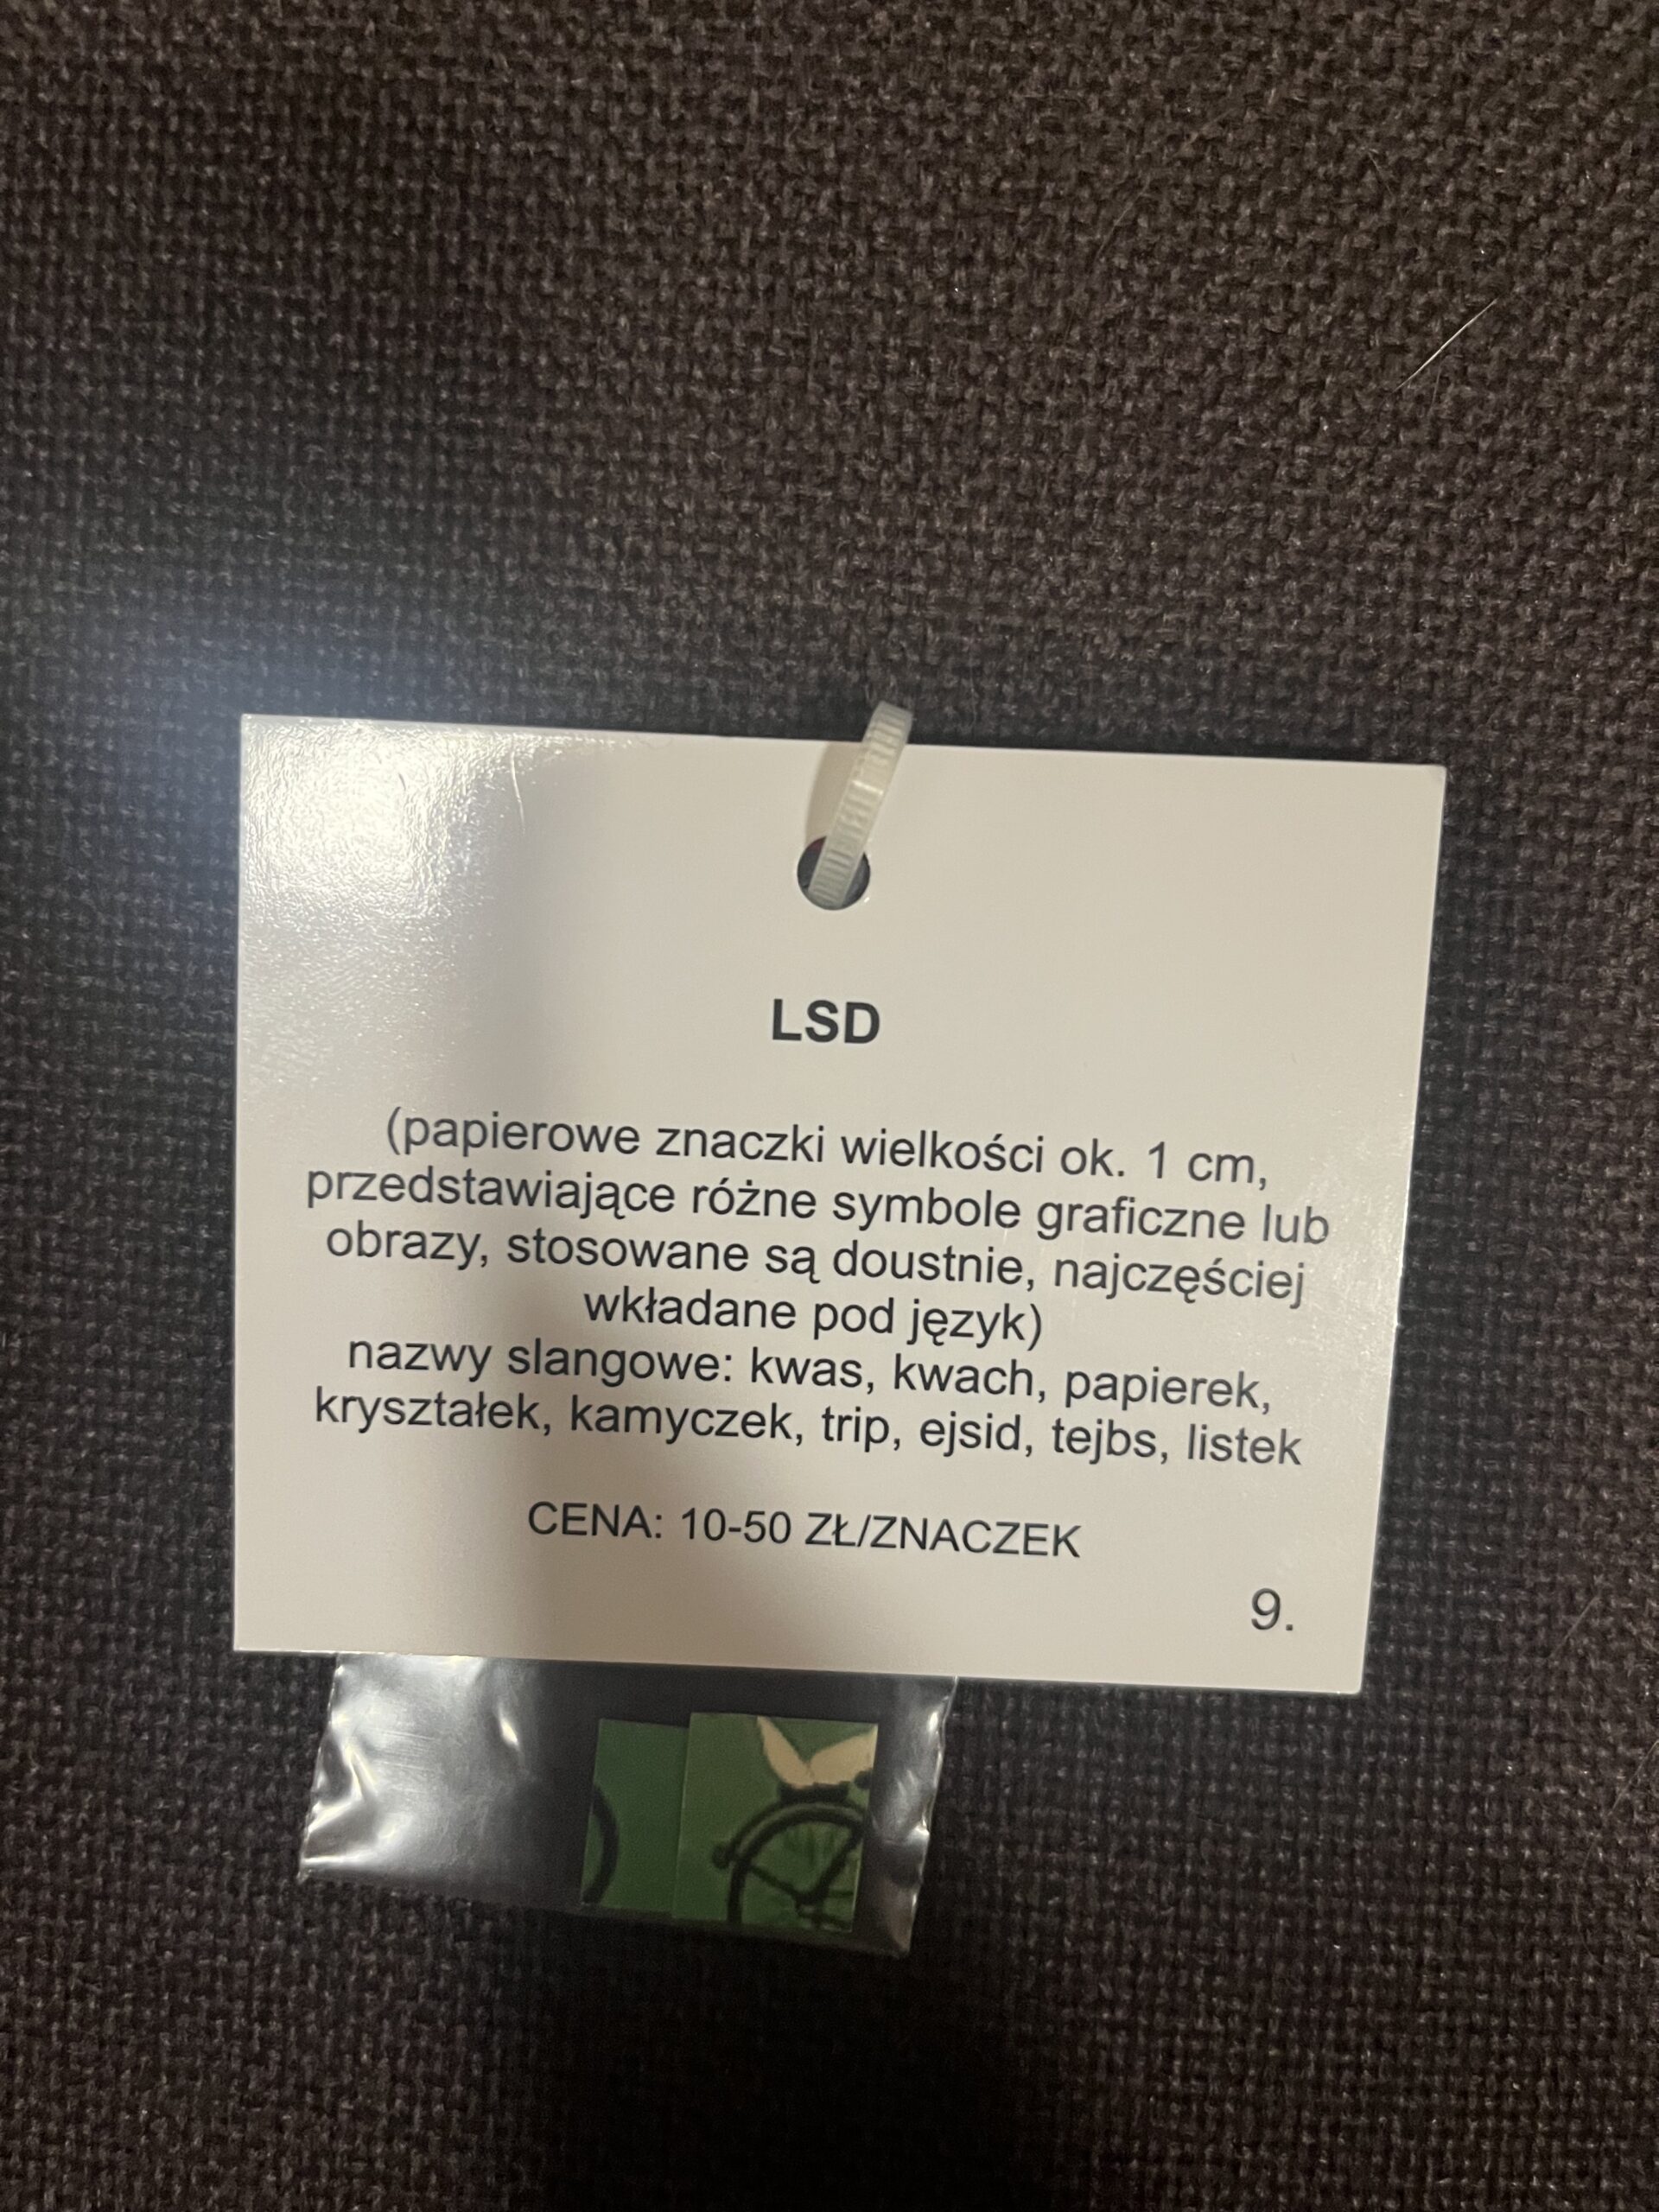 LSD
(papierowe znaczki wielkości ok. 1 cm,
przedstawiające różne symbole graficzne lub
obrazy, stosowane są doustnie, najczęściej
wkładane pod język)
nazwy slangowe: kwas, kwach, papierek,
kryształek, kamyczek, trip, ejsid, tejbs, listek
CENA: 10-50 ZŁ/ZNACZEK
9.